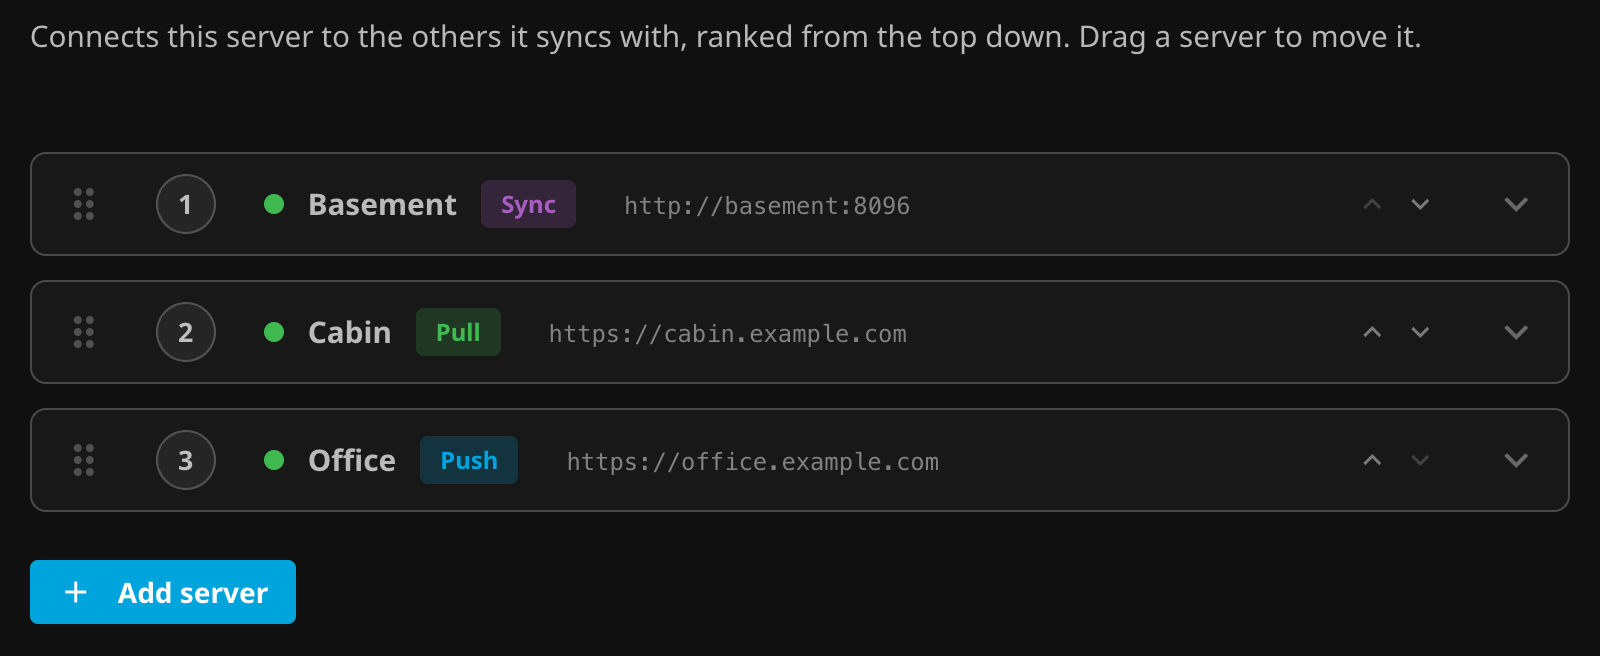 Connects this server to the others it syncs with, ranked from the top down. Drag a server to move it.
1 Basement Sync http://basement:8096
2 Cabin Pull https://cabin.example.com
3 Office Push https://office.example.com
+ Add server